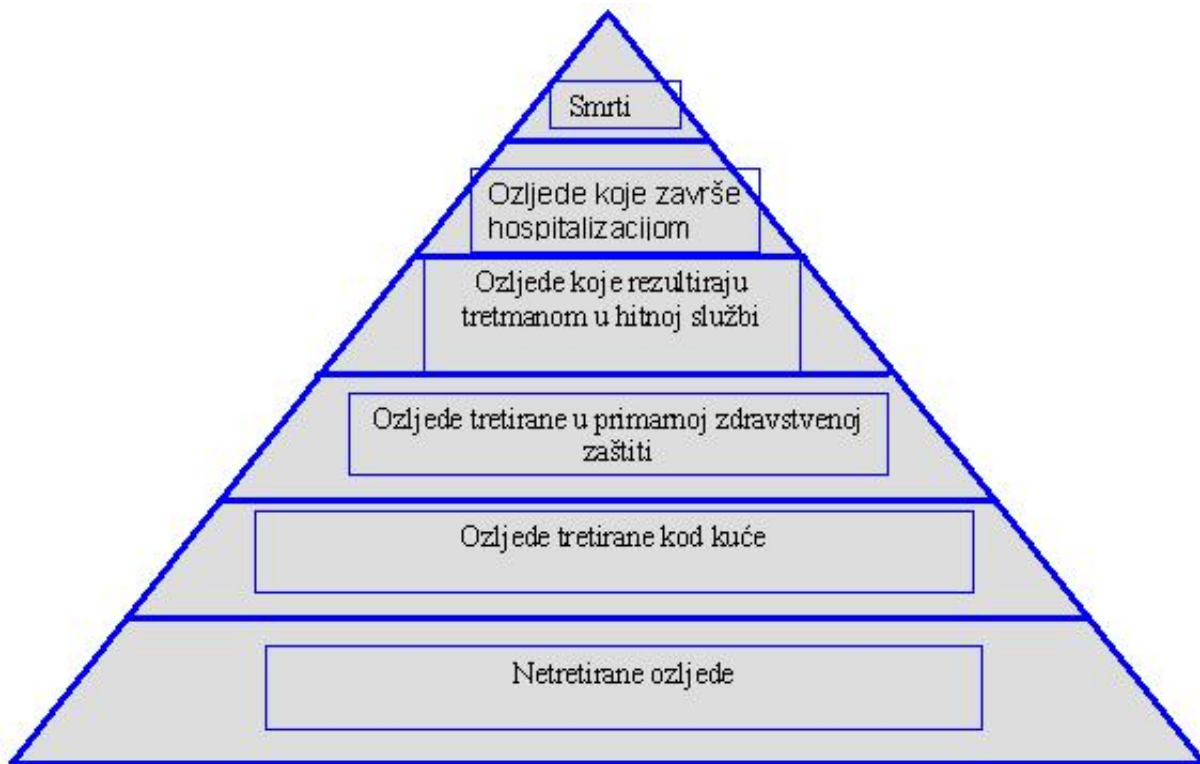 Smrti
Ozljede koje završe
hospitalizacijom
Ozljede koje rezultiraju
tretmanom u hitnoj službi
Ozljede tretirane u primarnoj zdravstvenoj
zaštiti
Ozljede tretirane kod kuće
Netretirane ozljede